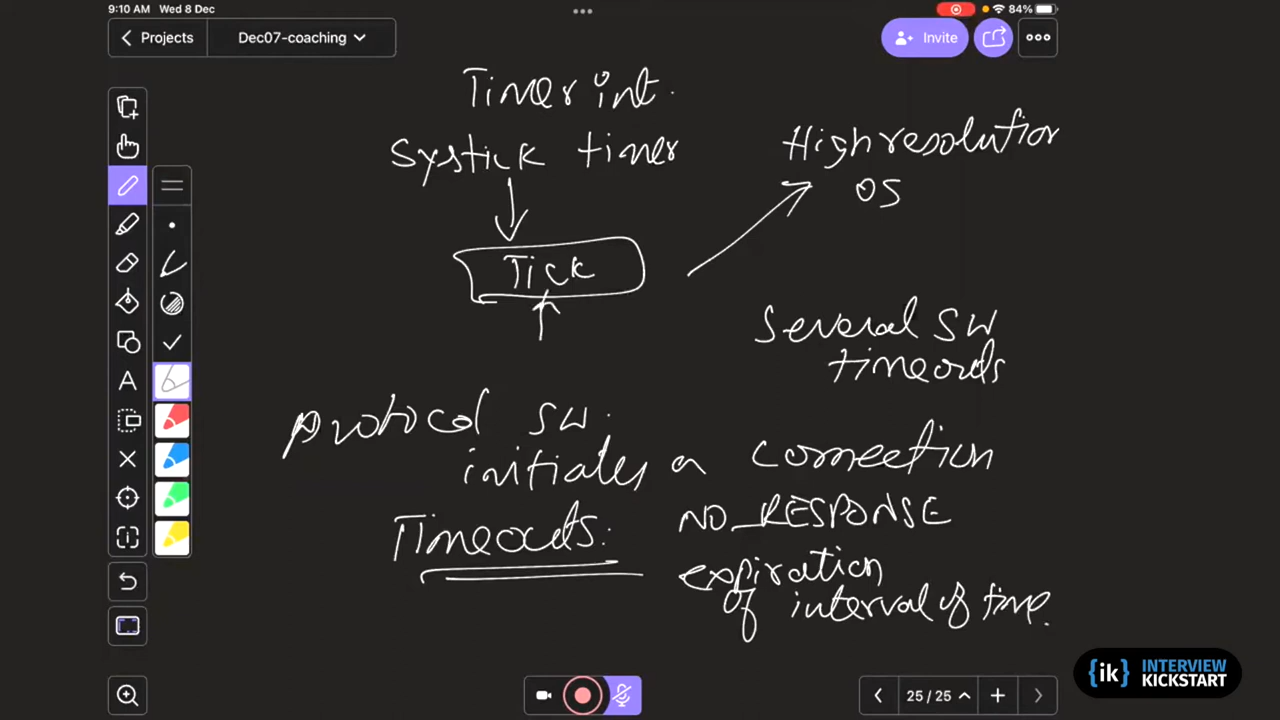 9:10 AM Wed 8 Dec
84%
Projects
Dec07-coaching
Invite
Timer int.
Systick timer
High resolution
OS
Tick
Several SW
timeouts
protocol SW.
initiates a connection
Timeouts: NO_RESPONSE
expiration
of interval of time.
A
25 / 25
{ik} INTERVIEW
KICKSTART